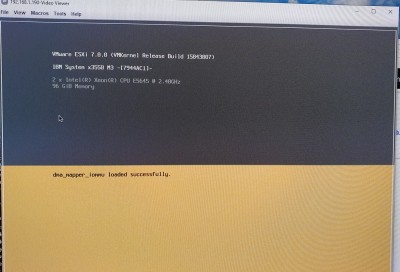 192.168.1.199-Video Viewer
File View Macros Tools Help
VMware ESXi 7.0.0 (VMKernel Release Build 15843807)
IBM System x3550 M3 -[7944AC1]-
2 x Intel(R) Xeon(R) CPU E5645 @ 2.40GHz
96 GiB Memory
dma_mapper_iommu loaded successfully.